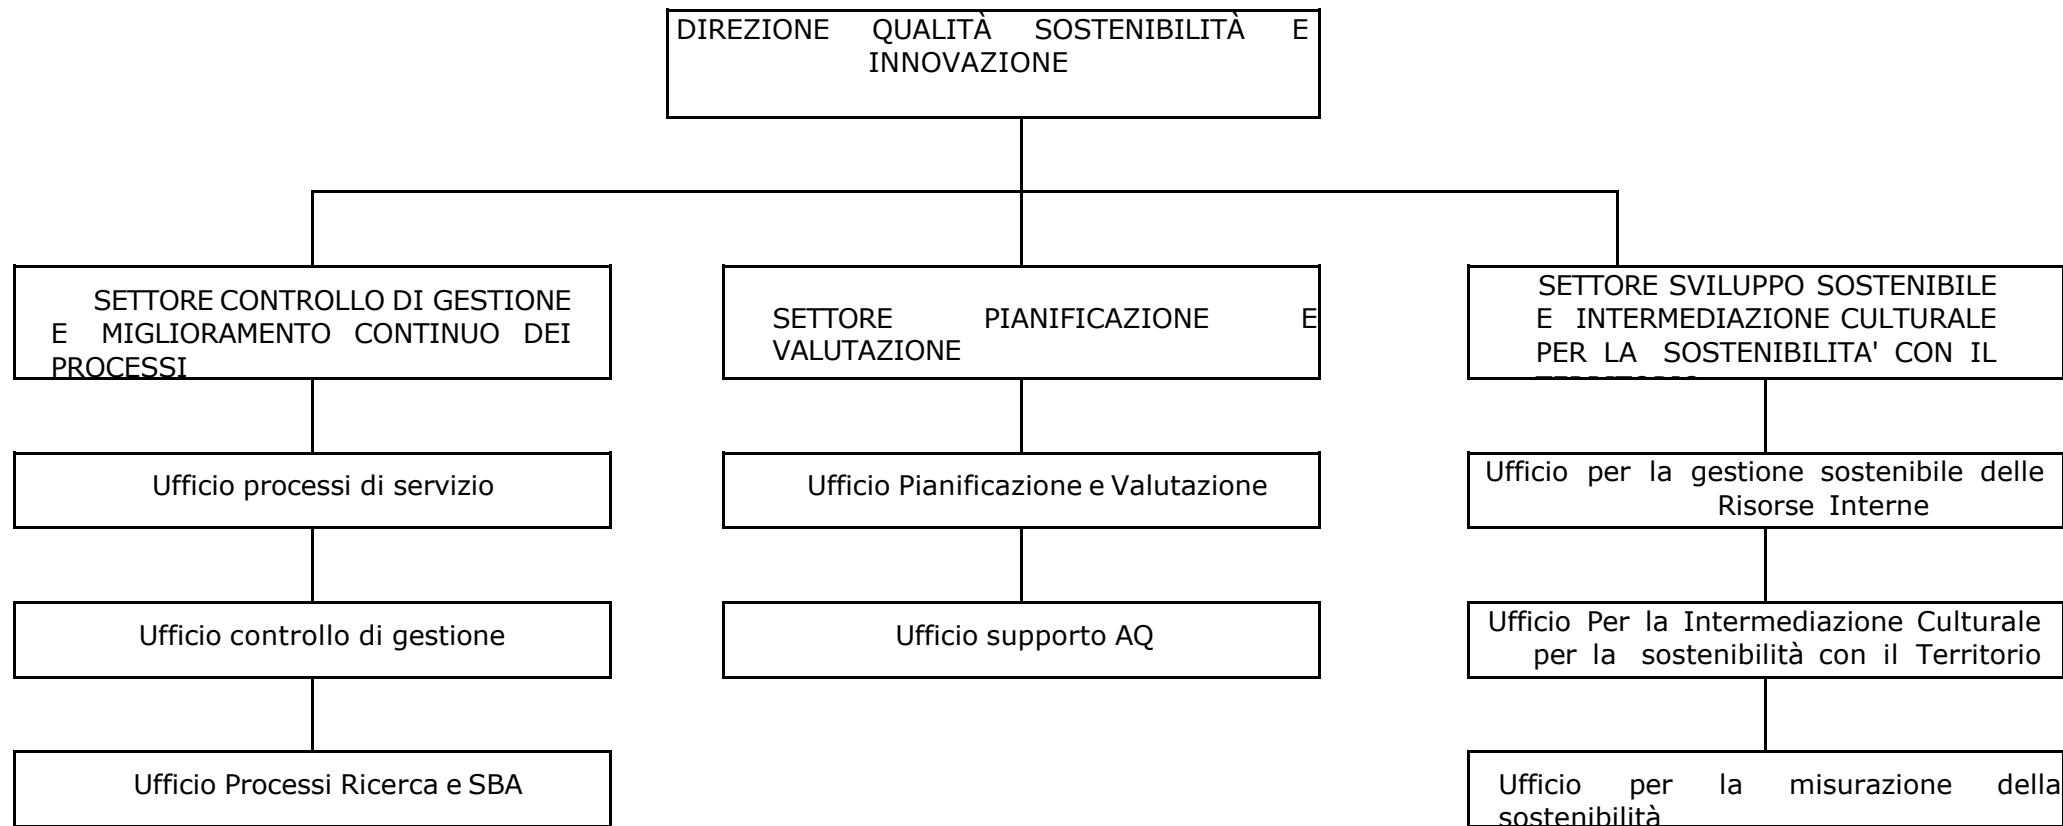 DIREZIONE QUALITÀ SOSTENIBILITÀ E
INNOVAZIONE
SETTORE CONTROLLO DI GESTIONE
E MIGLIORAMENTO CONTINUO DEI
PROCESSI
SETTORE PIANIFICAZIONE E
VALUTAZIONE
SETTORE SVILUPPO SOSTENIBILE
E INTERMEDIAZIONE CULTURALE
PER LA SOSTENIBILITA' CON IL
Ufficio processi di servizio
Ufficio Pianificazione e Valutazione
Ufficio per la gestione sostenibile delle
Risorse Interne
Ufficio controllo di gestione
Ufficio supporto AQ
Ufficio Per la Intermediazione Culturale
per la sostenibilità con il Territorio
Ufficio Processi Ricerca e SBA
Ufficio per la misurazione della
sostenibilità